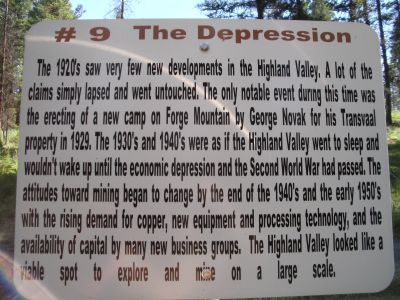 # 9 The Depression
The 1920's saw very few new developments in the Highland Valley. A lot of the
claims simply lapsed and went untouched. The only notable event during this time was
the erecting of a new camp on Forge Mountain by George Novak for his Transvaal
property in 1929. The 1930's and 1940's were as if the Highland Valley went to sleep and
wouldn't wake up until the economic depression and the Second World War had passed. The
attitudes toward mining began to change by the end of the 1940's and the early 1950's
with the rising demand for copper, new equipment and processing technology, and the
availability of capital by many new business groups. The Highland Valley looked like a
viable spot to explore and mine on a large scale.